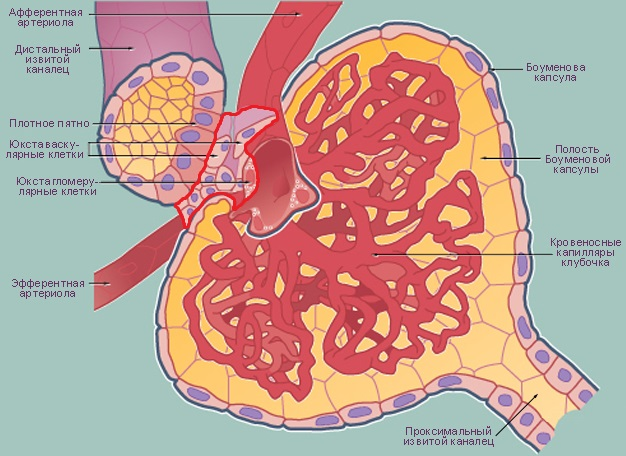 Афферентная
артериола
Дистальный
извитой
каналец
Плотное пятно
Юкставаску-
лярные клетки
Юкстагломеру-
лярные клетки
Эфферентная
артериола
Боуменова
капсула
Полость
Боуменовой
капсулы
Кровеносные
капилляры
клубочка
Проксимальный
извитой каналец